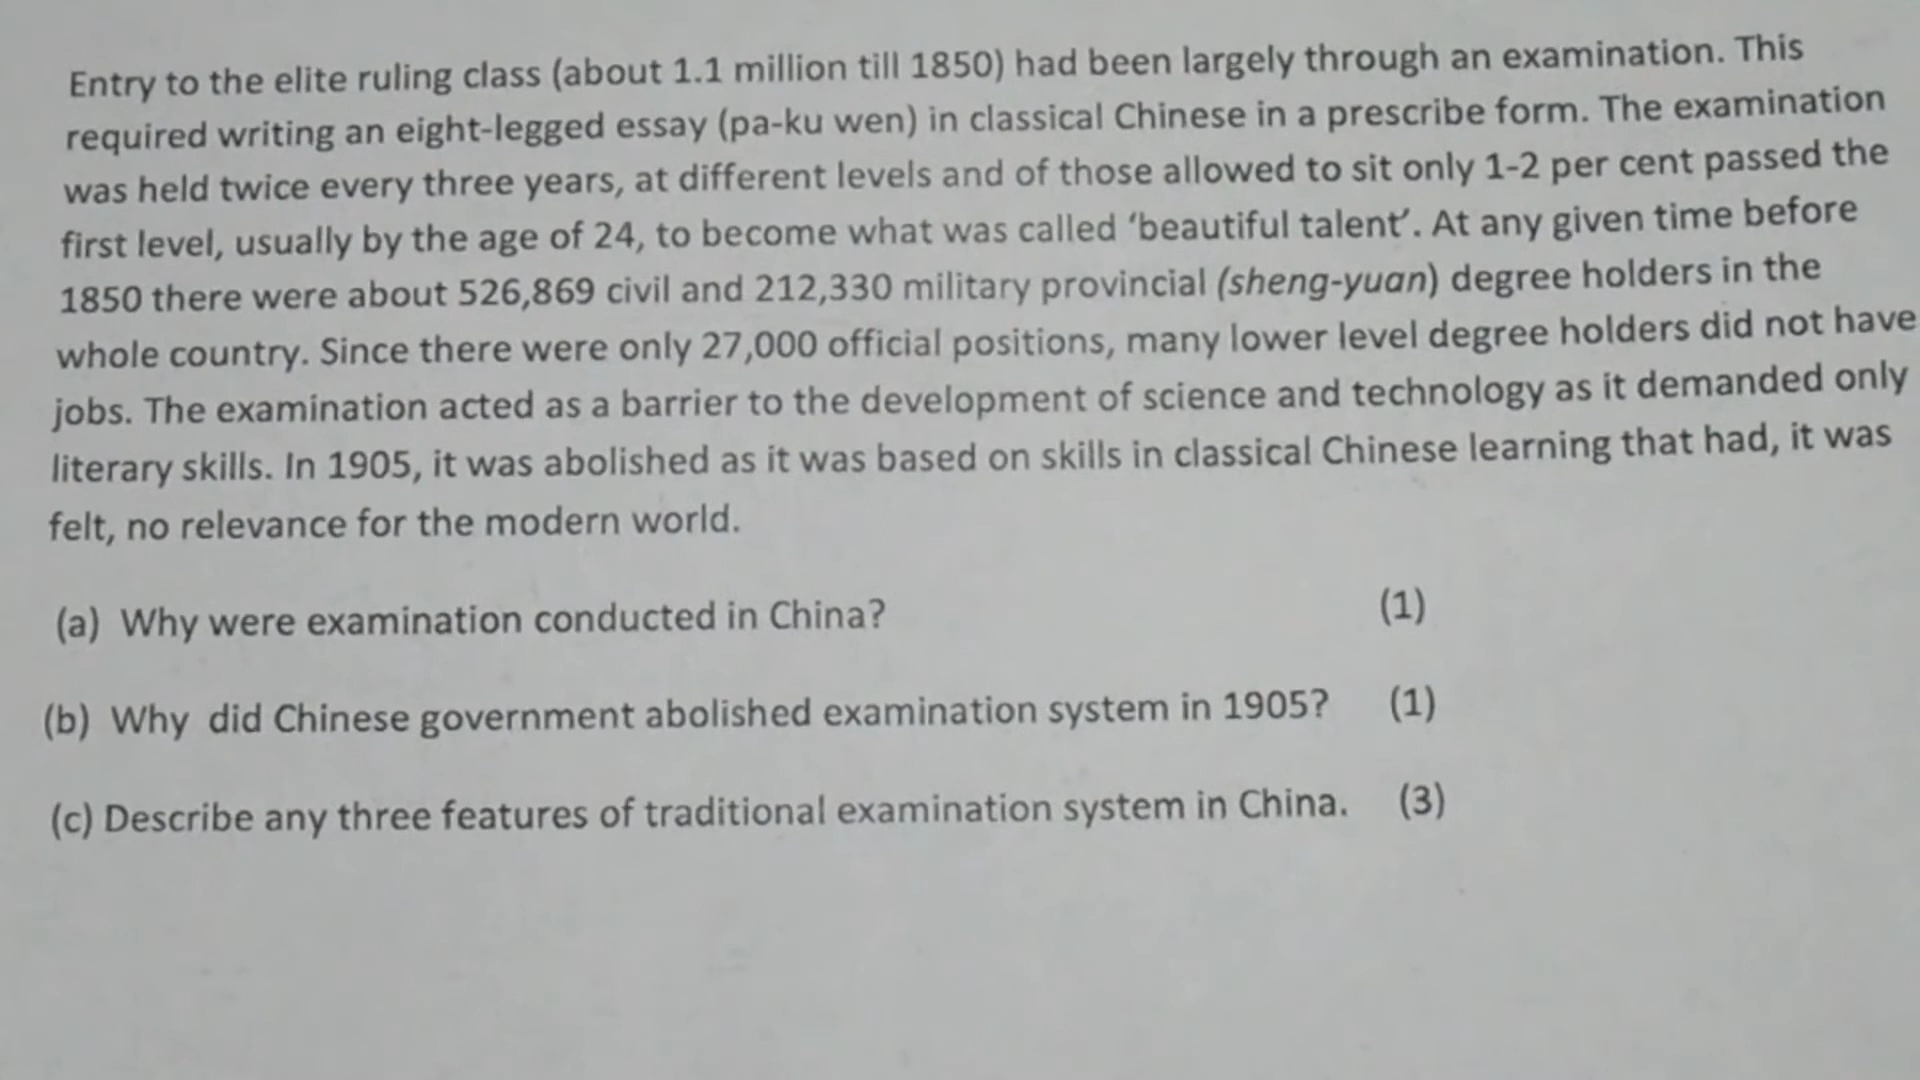 Entry to the elite ruling class (about 1.1 million till 1850) had been largely through an examination. This
required writing an eight-legged essay (pa-ku wen) in classical Chinese in a prescribe form. The examination
was held twice every three years, at different levels and of those allowed to sit only 1-2 per cent passed the
first level, usually by the age of 24, to become what was called ‘beautiful talent’. At any given time before
1850 there were about 526,869 civil and 212,330 military provincial (sheng-yuan) degree holders in the
whole country. Since there were only 27,000 official positions, many lower level degree holders did not have
jobs. The examination acted as a barrier to the development of science and technology as it demanded only
literary skills. In 1905, it was abolished as it was based on skills in classical Chinese learning that had, it was
felt, no relevance for the modern world.
(a) Why were examination conducted in China? (1)
(b) Why did Chinese government abolished examination system in 1905? (1)
(c) Describe any three features of traditional examination system in China. (3)